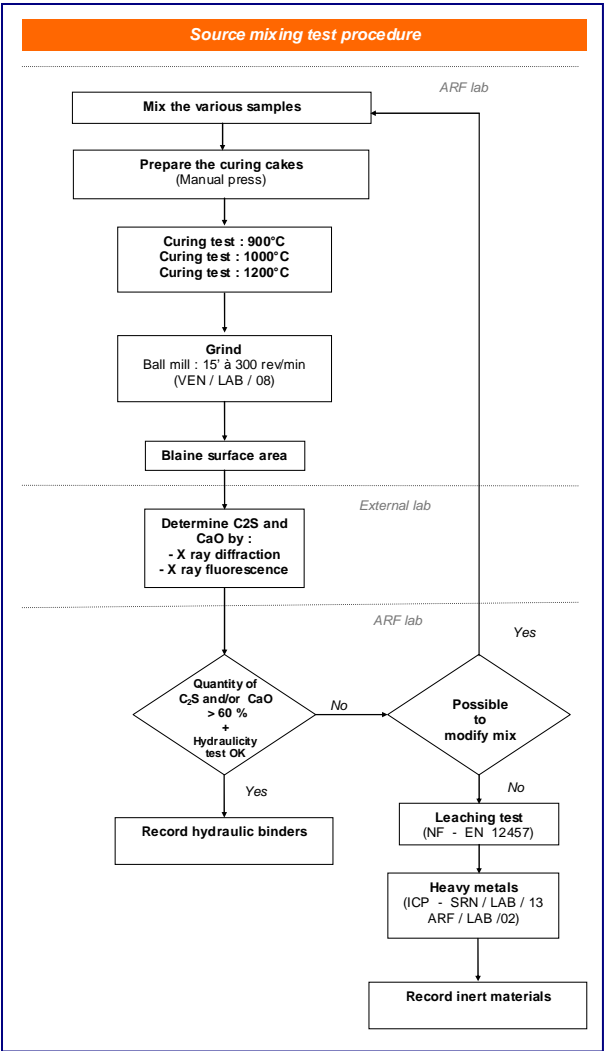 Source mixing test procedure
ARF lab
Mix the various samples
Prepare the curing cakes
(Manual press)
Curing test : 900°C
Curing test : 1000°C
Curing test : 1200°C
Grind
Ball mill : 15' à 300 rev/min
(VEN / LAB / 08)
Blaine surface area
External lab
Determine C2S and
CaO by :
- X ray diffraction
- X ray fluorescence
ARF lab
Yes
Quantity of
C₂S and/or CaO
> 60 %
+
Hydraulicity
test OK
No
Possible
to
modify mix
Yes
No
Record hydraulic binders
Leaching test
(NF - EN 12457)
Heavy metals
(ICP - SRN / LAB / 13
ARF / LAB /02)
Record inert materials